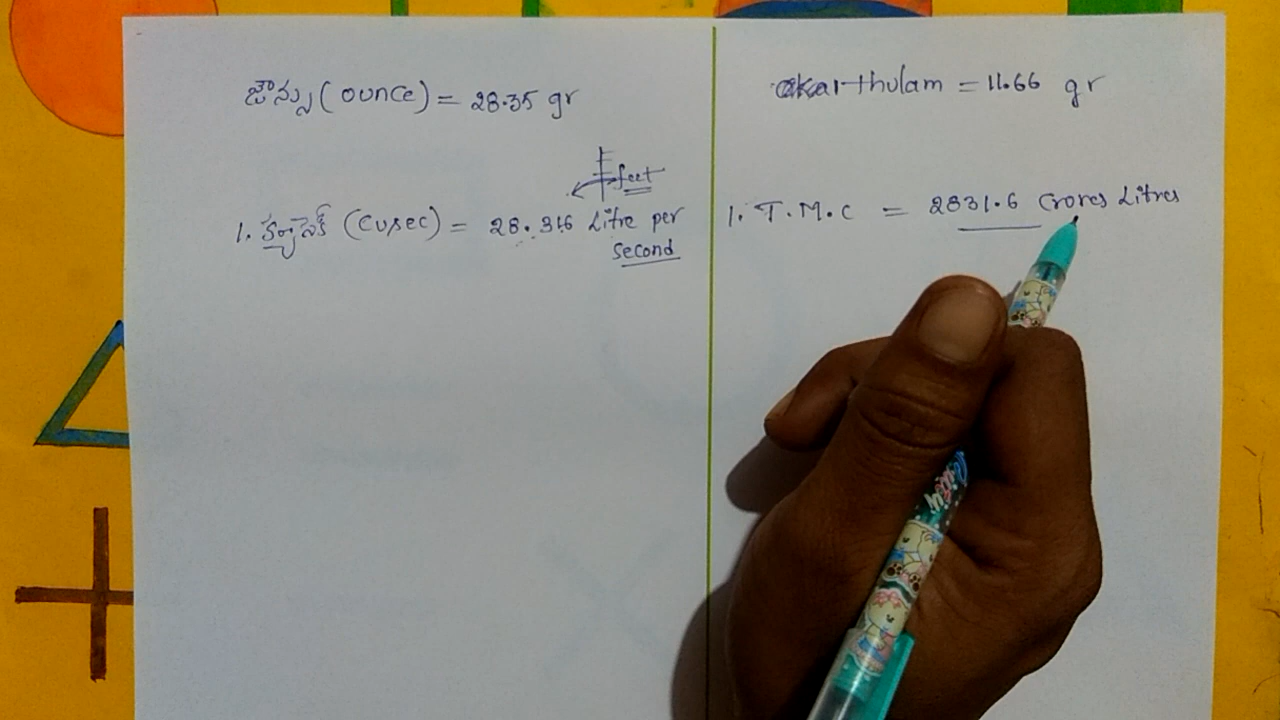 ఔన్సు (ounce) = 28.35 gr
feet
1. క్యూసెక్ (cusec) = 28.316 Litre per
second
thulam = 11.66 gr
1. T.M.C = 2831.6 crores Litres